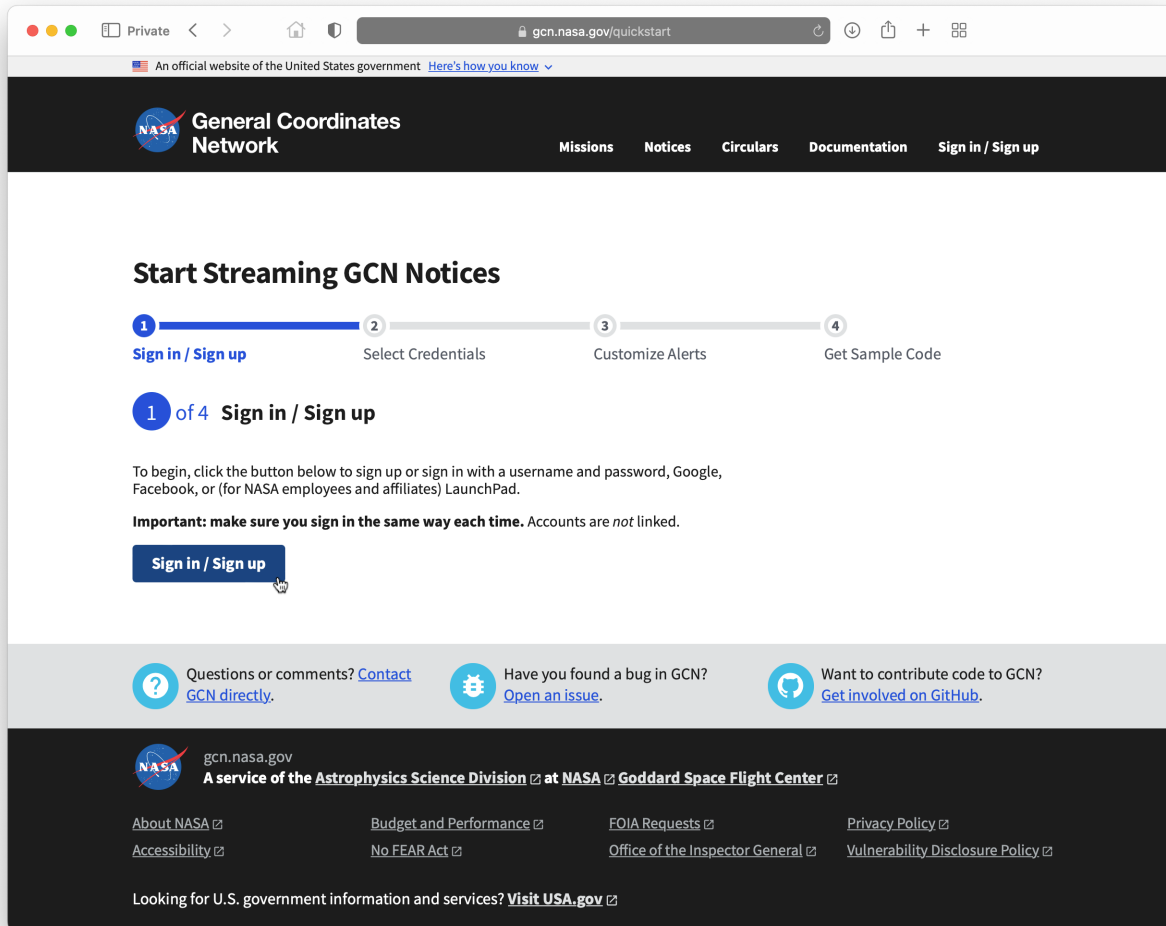 Private
gcn.nasa.gov/quickstart
An official website of the United States government Here's how you know
NASA
General Coordinates
Network
Missions Notices Circulars Documentation Sign in / Sign up
Start Streaming GCN Notices
1 2 3 4
Sign in / Sign up Select Credentials Customize Alerts Get Sample Code
1 of 4 Sign in / Sign up
To begin, click the button below to sign up or sign in with a username and password, Google,
Facebook, or (for NASA employees and affiliates) LaunchPad.
Important: make sure you sign in the same way each time. Accounts are not linked.
Sign in / Sign up
Questions or comments? Contact
GCN directly.
Have you found a bug in GCN?
Open an issue.
Want to contribute code to GCN?
Get involved on GitHub.
NASA
gcn.nasa.gov
A service of the Astrophysics Science Division at NASA Goddard Space Flight Center
About NASA Budget and Performance FOIA Requests Privacy Policy
Accessibility No FEAR Act Office of the Inspector General Vulnerability Disclosure Policy
Looking for U.S. government information and services? Visit USA.gov